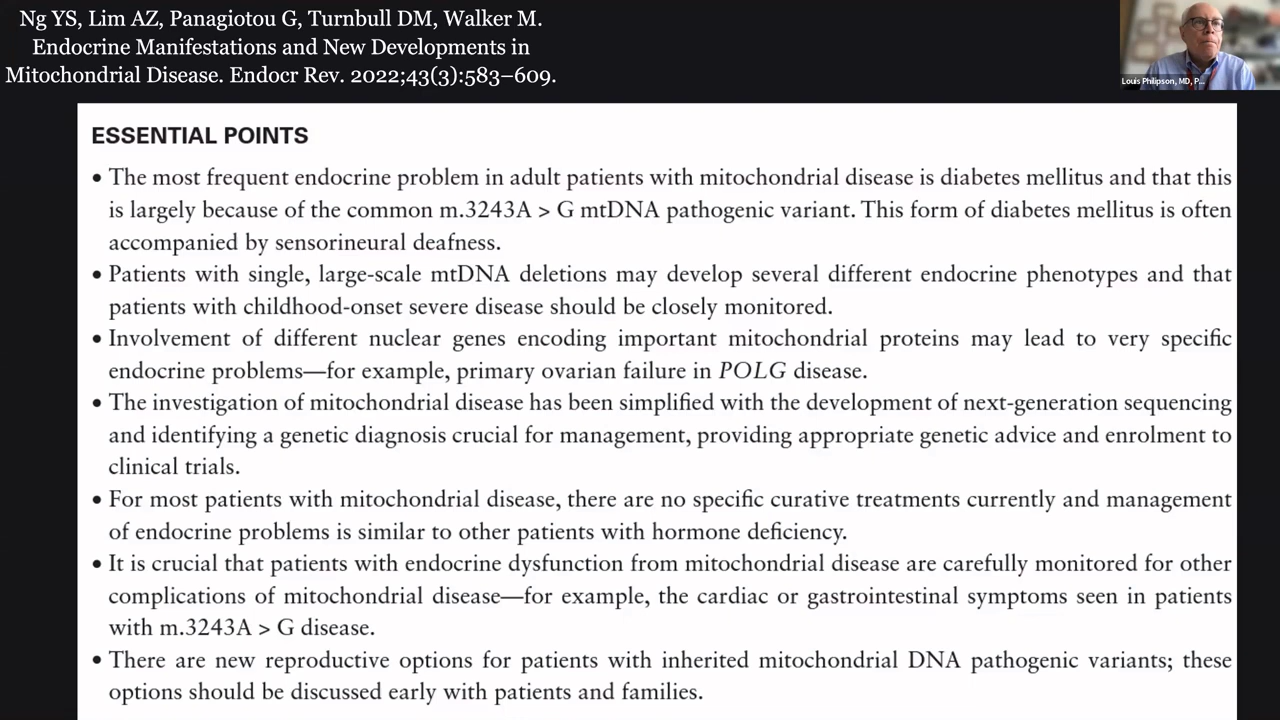 Ng YS, Lim AZ, Panagiotou G, Turnbull DM, Walker M.
Endocrine Manifestations and New Developments in
Mitochondrial Disease. Endocr Rev. 2022;43(3):583–609.
Louis Philipson, MD, P...
ESSENTIAL POINTS
• The most frequent endocrine problem in adult patients with mitochondrial disease is diabetes mellitus and that this
is largely because of the common m.3243A > G mtDNA pathogenic variant. This form of diabetes mellitus is often
accompanied by sensorineural deafness.
• Patients with single, large-scale mtDNA deletions may develop several different endocrine phenotypes and that
patients with childhood-onset severe disease should be closely monitored.
• Involvement of different nuclear genes encoding important mitochondrial proteins may lead to very specific
endocrine problems—for example, primary ovarian failure in POLG disease.
• The investigation of mitochondrial disease has been simplified with the development of next-generation sequencing
and identifying a genetic diagnosis crucial for management, providing appropriate genetic advice and enrolment to
clinical trials.
• For most patients with mitochondrial disease, there are no specific curative treatments currently and management
of endocrine problems is similar to other patients with hormone deficiency.
• It is crucial that patients with endocrine dysfunction from mitochondrial disease are carefully monitored for other
complications of mitochondrial disease—for example, the cardiac or gastrointestinal symptoms seen in patients
with m.3243A > G disease.
• There are new reproductive options for patients with inherited mitochondrial DNA pathogenic variants; these
options should be discussed early with patients and families.